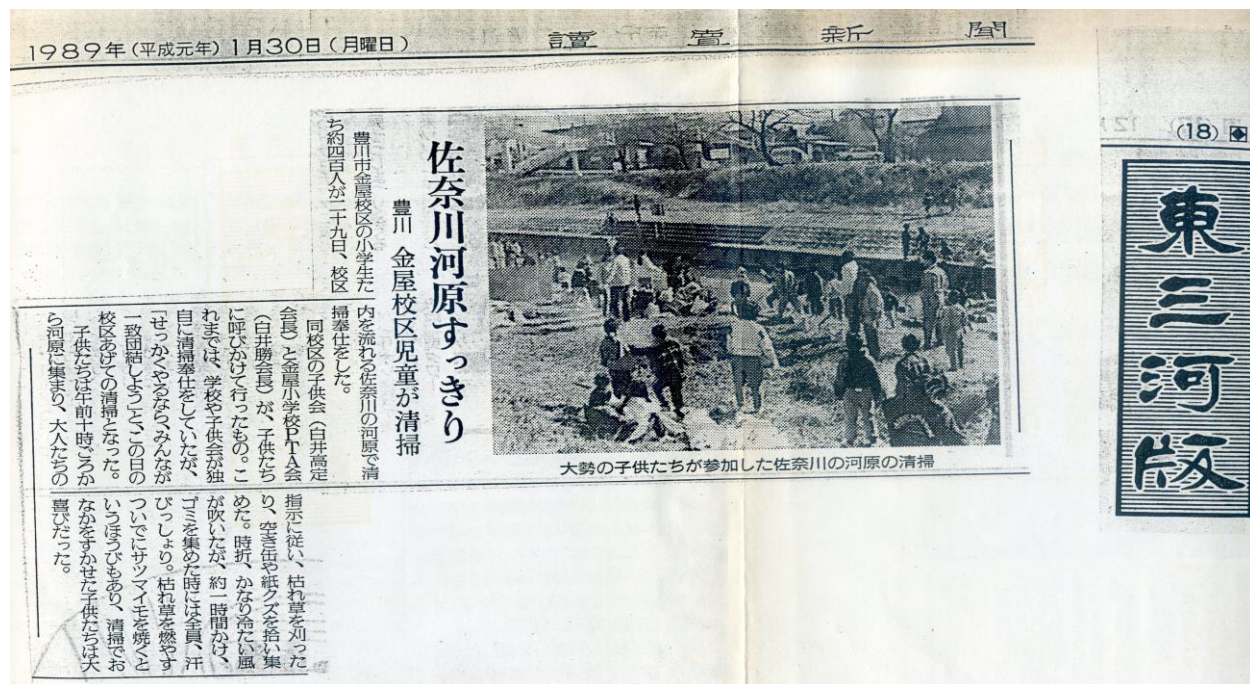 1989年(平成元年)1月30日(月曜日)
讀賣新聞
(18)
東三河版
佐奈川河原すっきり
豊川 金屋校区児童が清掃
大勢の子供たちが参加した佐奈川の河原の清掃
豊川市金屋校区の小学生た
ち約四百人が二十九日、校区
内を流れる佐奈川の河原で清
掃奉仕をした。
同校区の子供会（白井高定
会長）と金屋小学校PTA会
（白井勝会長）が、子供たち
に呼びかけて行ったもの。こ
れまでは、学校や子供会が独
自に清掃奉仕をしていたが、
「せっかくやるなら、みんなが
一致団結しようと、この日の
校区あげての清掃となった。
子供たちは午前十時ごろか
ら河原に集まり、大人たちの
指示に従い、枯れ草を刈った
り、空き缶や紙クズを拾い集
めた。時折、かなり冷たい風
が吹いたが、約一時間かけ、
ゴミを集めた時には全員、汗
びっしょり。枯れ草を燃やす
ついでにサツマイモを焼くと
いうほうびもあり、清掃でお
なかをすかせた子供たちは大
喜びだった。